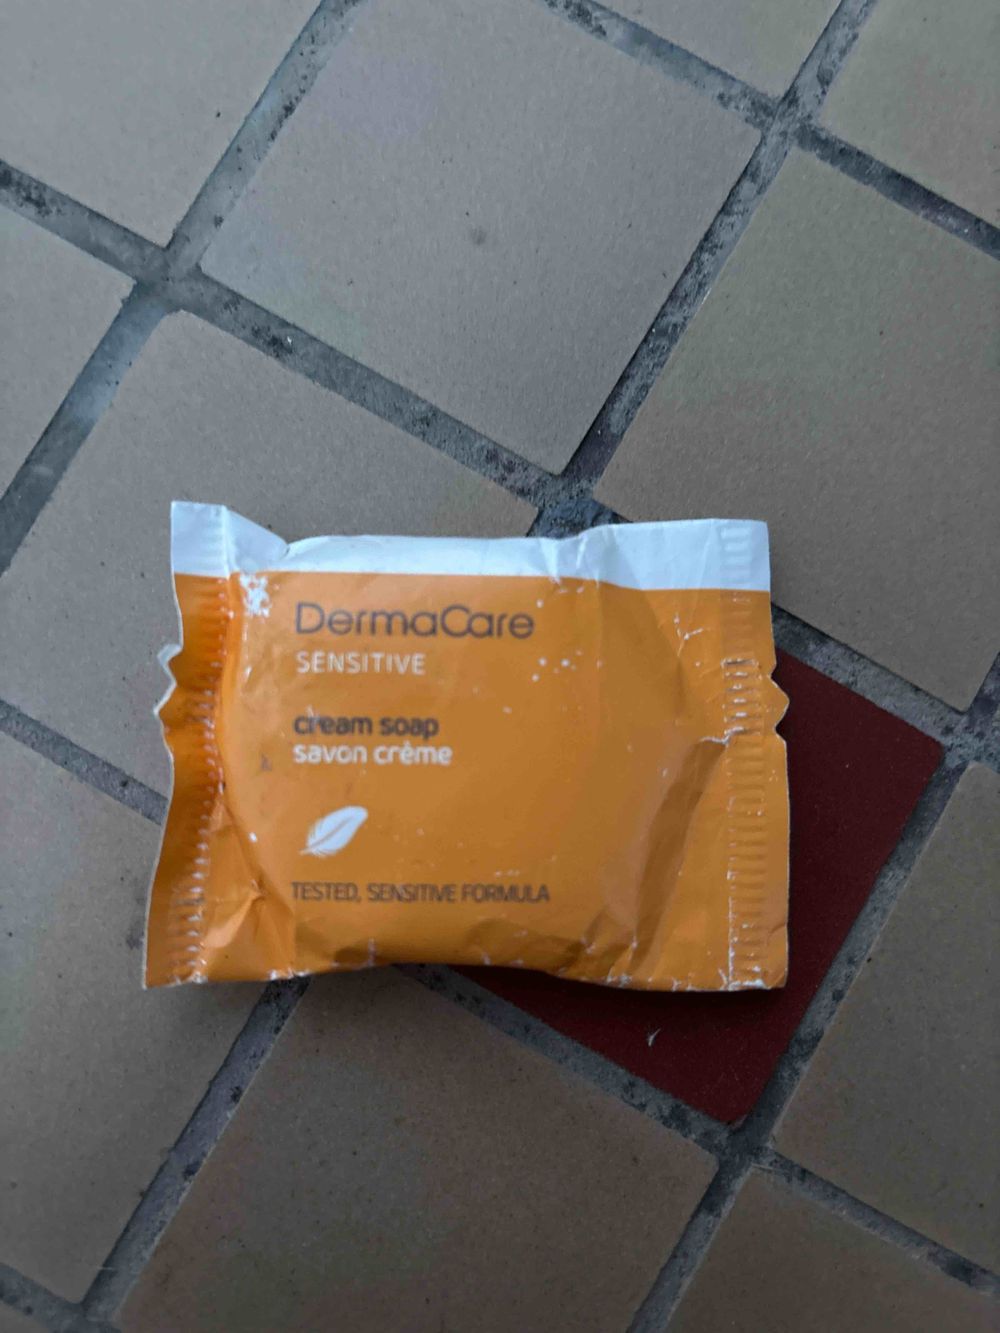 DermaCare
SENSITIVE
cream soap
savon crème
TESTED, SENSITIVE FORMULA